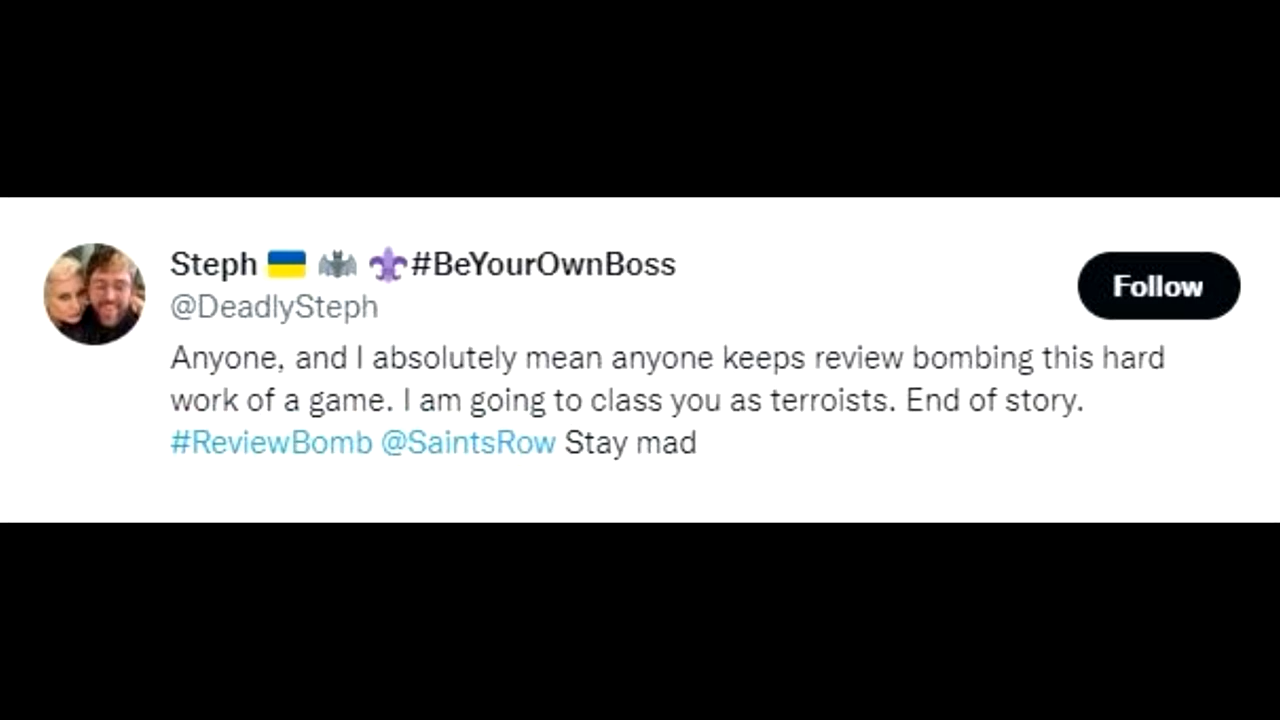 Steph 🇺🇦 🦇 ⚜#BeYourOwnBoss
@DeadlySteph
Follow
Anyone, and I absolutely mean anyone keeps review bombing this hard
work of a game. I am going to class you as terroists. End of story.
#ReviewBomb @SaintsRow Stay mad